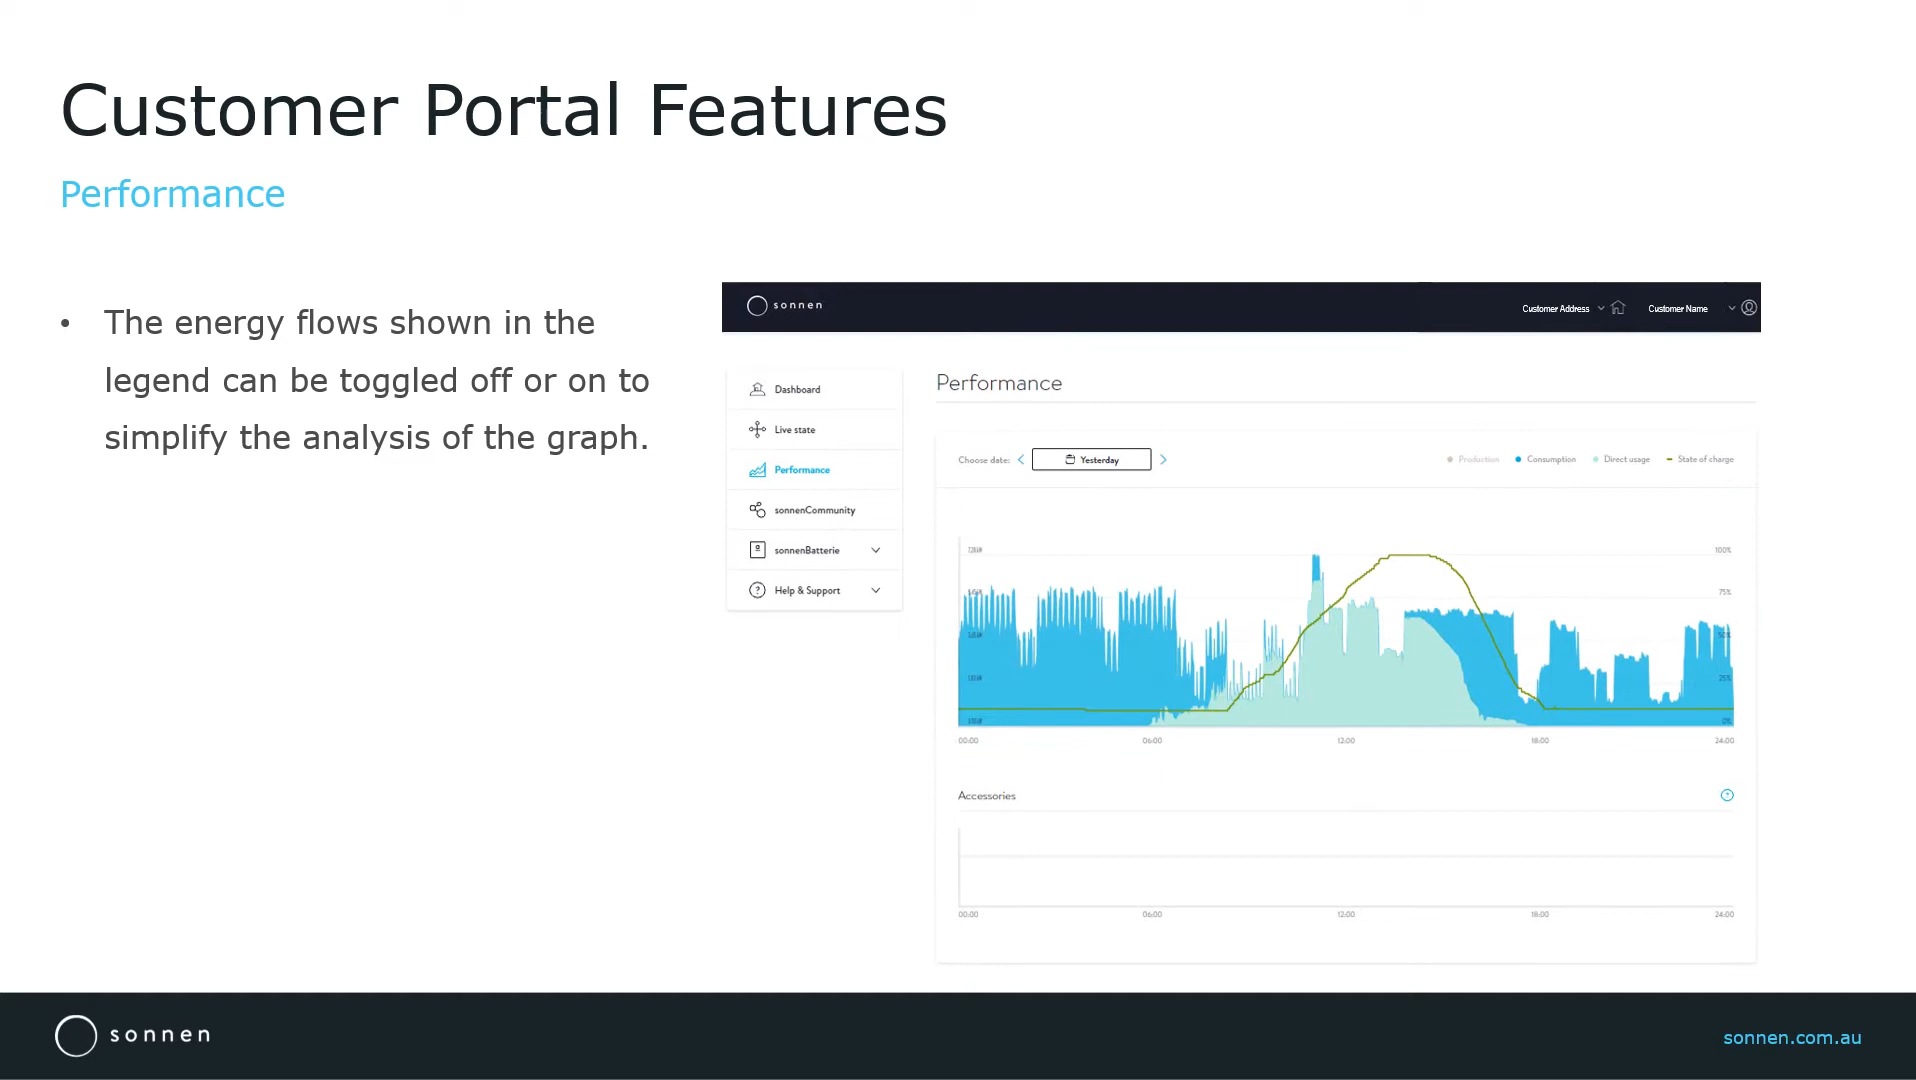 Customer Portal Features
Performance
• The energy flows shown in the
legend can be toggled off or on to
simplify the analysis of the graph.
sonnen
Customer Address
Customer Name
Dashboard
Live state
Performance
sonnenCommunity
sonnenBatterie
Help & Support
Performance
Choose date:
Yesterday
Production
Consumption
Direct usage
State of charge
100%
75%
50%
25%
0%
00:00 06:00 12:00 18:00 24:00
Accessories
00:00 06:00 12:00 18:00 24:00
sonnen
sonnen.com.au